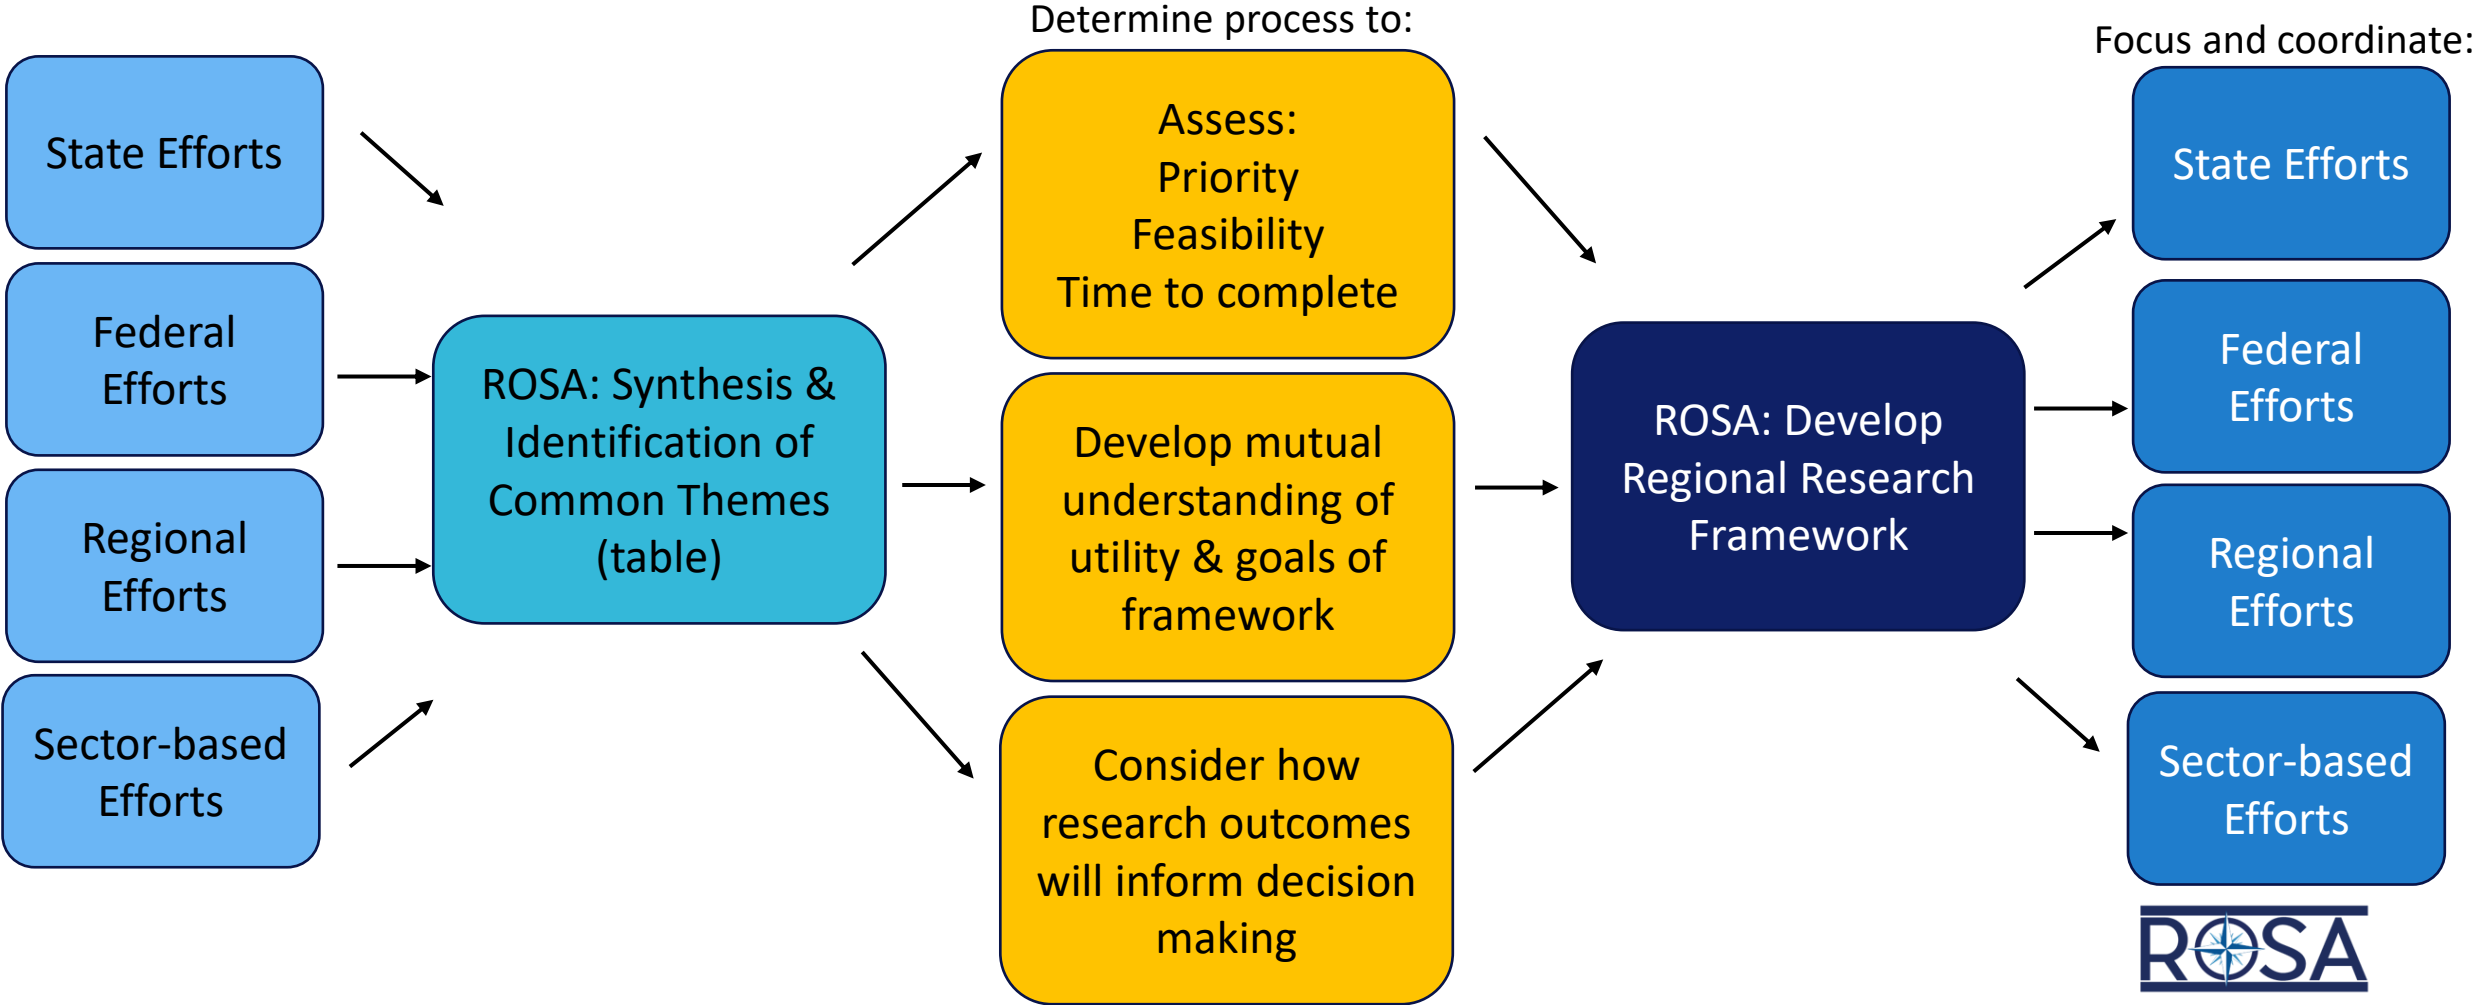 State Efforts
Federal
Efforts
Regional
Efforts
Sector-based
Efforts
ROSA: Synthesis &
Identification of
Common Themes
(table)
Determine process to:
Assess:
Priority
Feasibility
Time to complete
Develop mutual
understanding of
utility & goals of
framework
Consider how
research outcomes
will inform decision
making
ROSA: Develop
Regional Research
Framework
Focus and coordinate:
State Efforts
Federal
Efforts
Regional
Efforts
Sector-based
Efforts
ROSA